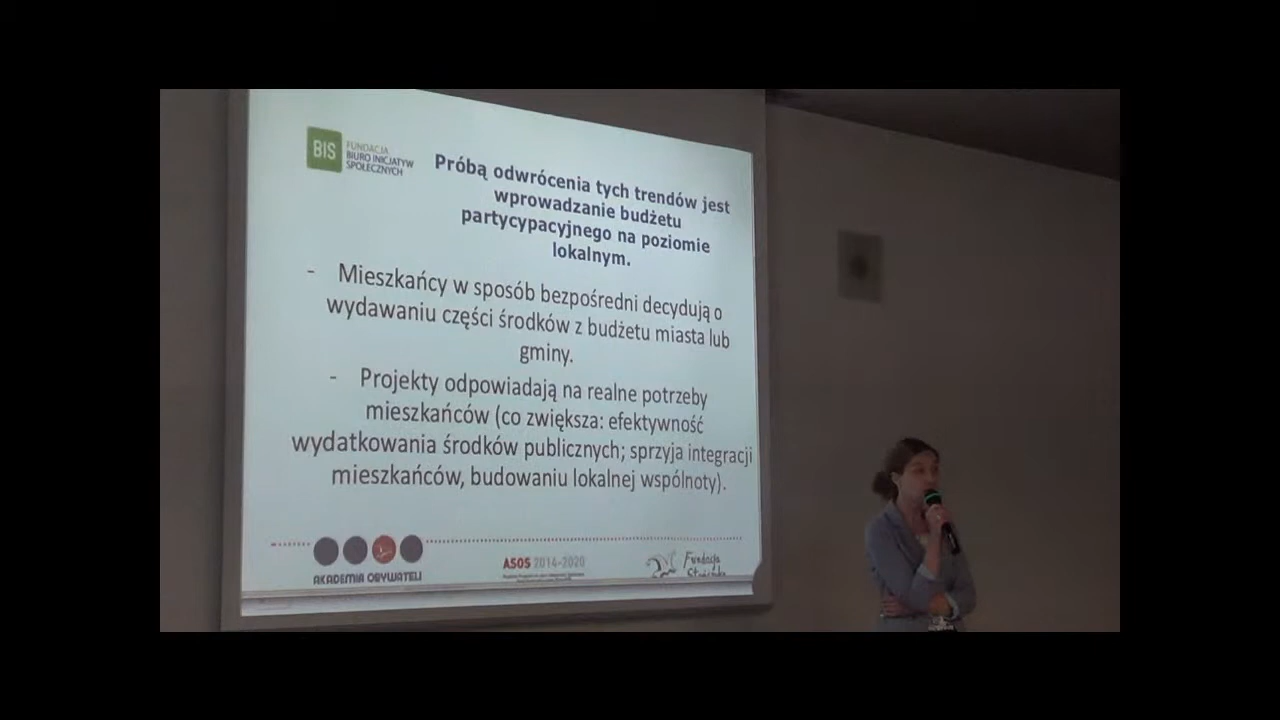 BIS
FUNDACJA
BIURO INICJATYW
SPOŁECZNYCH
Próbą odwrócenia tych trendów jest
wprowadzanie budżetu
partycypacyjnego na poziomie
lokalnym.
- Mieszkańcy w sposób bezpośredni decydują o
wydawaniu części środków z budżetu miasta lub
gminy.
- Projekty odpowiadają na realne potrzeby
mieszkańców (co zwiększa: efektywność
wydatkowania środków publicznych; sprzyja integracji
mieszkańców, budowaniu lokalnej wspólnoty).
AKADEMIA OBYWATELI
ASOS 2014-2020
Fundacja